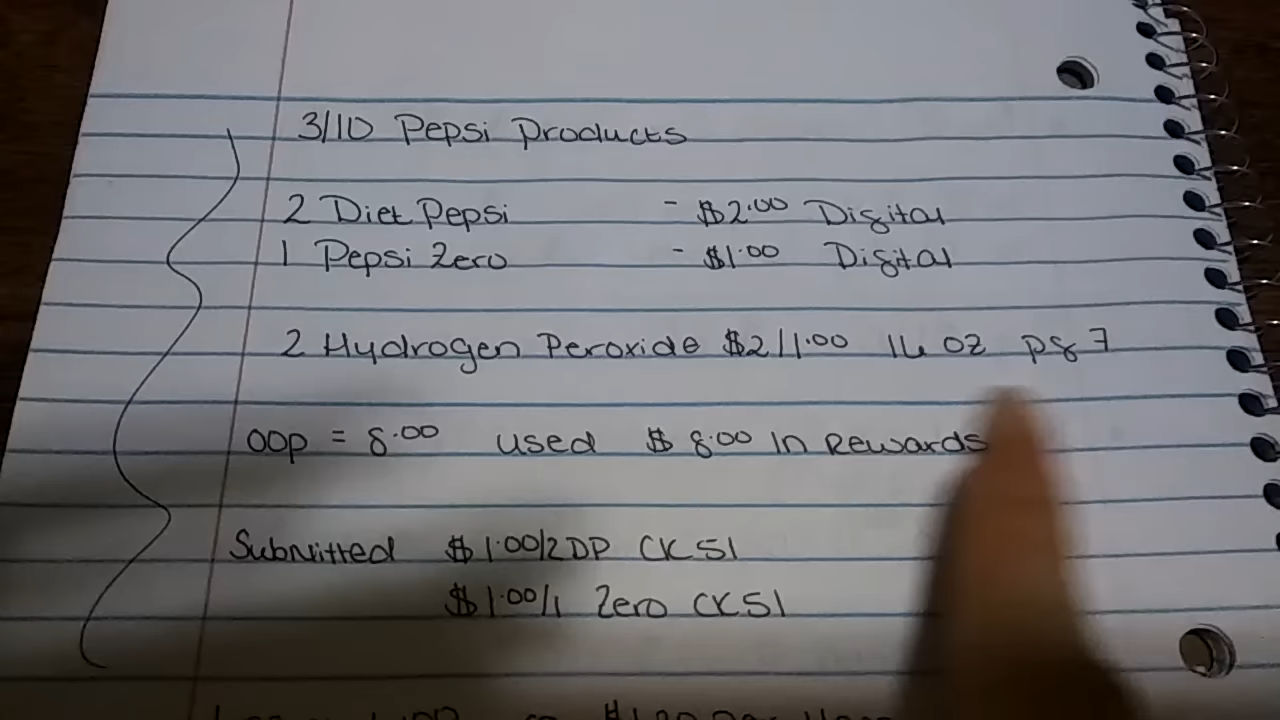 3/10 Pepsi Products
2 Diet Pepsi - $2.00 Digital
1 Pepsi Zero - $1.00 Digital
2 Hydrogen Peroxide $2/1.00 16 oz pg 7
OOP = 8.00 used $8.00 in Rewards
Submitted $1.00/2 DP CK51
$1.00/1 Zero CK51